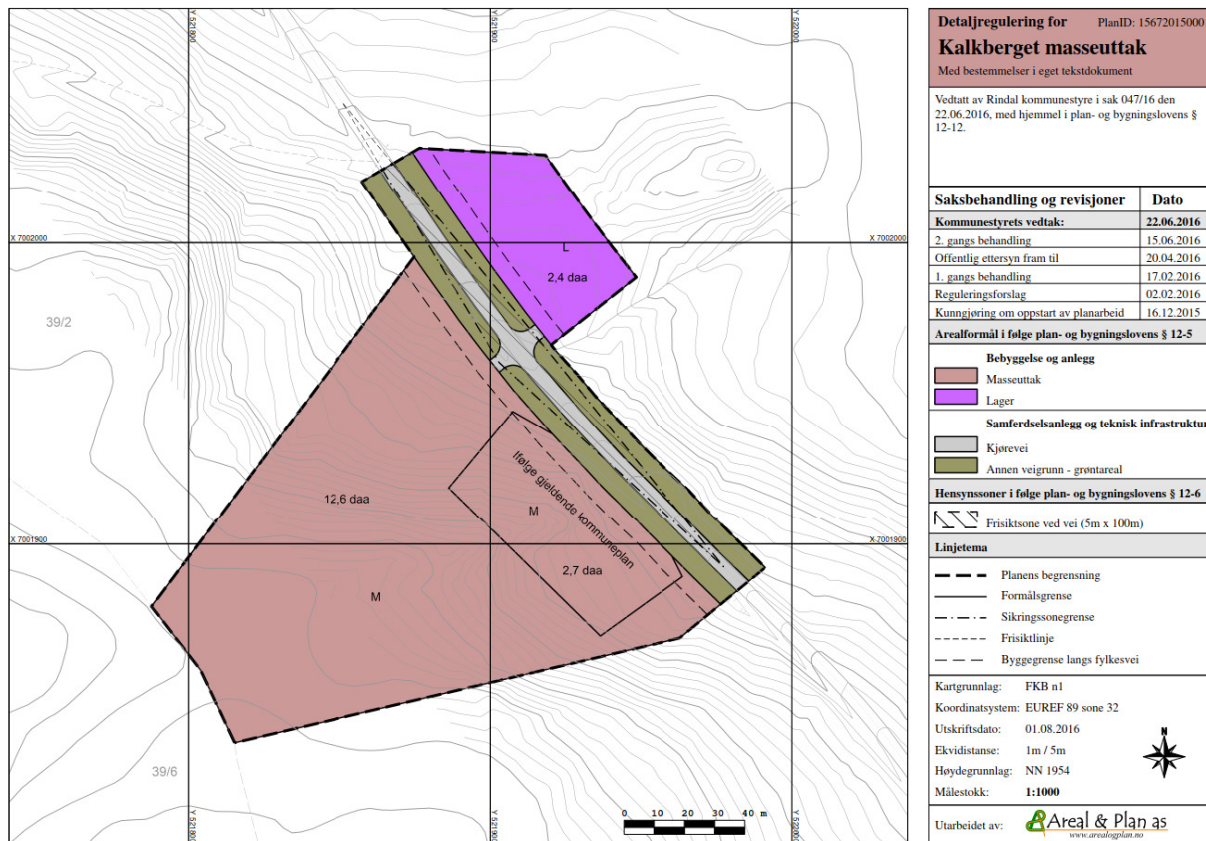 Y 521800
Y 521900
Y 522000
X 7002000
X 7002000
L
2,4 daa
39/2
12,6 daa
Ifølge gjeldende kommuneplan
M
2,7 daa
X 7001900
X 7001900
M
39/6
0 10 20 30 40 m
Y 521800
Y 521900
Y 522000
Detaljregulering for PlanID: 15672015000
Kalkberget masseuttak
Med bestemmelser i eget tekstdokument
Vedtatt av Rindal kommunestyre i sak 047/16 den
22.06.2016, med hjemmel i plan- og bygningslovens §
12-12.
Saksbehandling og revisjoner Dato
Kommunestyrets vedtak: 22.06.2016
2. gangs behandling 15.06.2016
Offentlig ettersyn fram til 20.04.2016
1. gangs behandling 17.02.2016
Reguleringsforslag 02.02.2016
Kunngjøring om oppstart av planarbeid 16.12.2015
Arealformål i følge plan- og bygningslovens § 12-5
Bebyggelse og anlegg
Masseuttak
Lager
Samferdselsanlegg og teknisk infrastruktur
Kjørevei
Annen veigrunn - grøntareal
Hensynssoner i følge plan- og bygningslovens § 12-6
Frisiktsone ved vei (5m x 100m)
Linjetema
Planens begrensning
Formålsgrense
Sikringssonegrense
Frisiktlinje
Byggegrense langs fylkesvei
Kartgrunnlag: FKB n1
Koordinatsystem: EUREF 89 sone 32
Utskriftsdato: 01.08.2016
Ekvidistanse: 1m / 5m
Høydegrunnlag: NN 1954
Målestokk: 1:1000
N
Utarbeidet av: Areal & Plan as
www.arealogplan.no